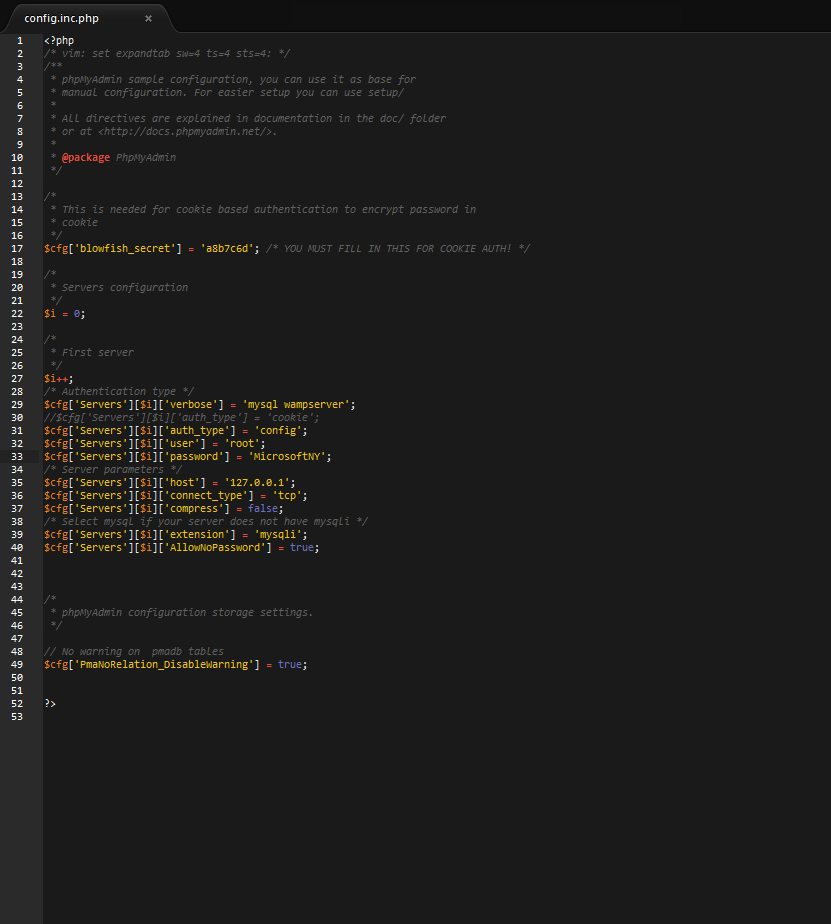 config.inc.php ×
1 <?php
2 /* vim: set expandtab sw=4 ts=4 sts=4: */
3 /**
4 * phpMyAdmin sample configuration, you can use it as base for
5 * manual configuration. For easier setup you can use setup/
6 *
7 * All directives are explained in documentation in the doc/ folder
8 * or at <http://docs.phpmyadmin.net/>.
9 *
10 * @package PhpMyAdmin
11 */
12
13 /*
14 * This is needed for cookie based authentication to encrypt password in
15 * cookie
16 */
17 $cfg['blowfish_secret'] = 'a8b7c6d'; /* YOU MUST FILL IN THIS FOR COOKIE AUTH! */
18
19 /*
20 * Servers configuration
21 */
22 $i = 0;
23
24 /*
25 * First server
26 */
27 $i++;
28 /* Authentication type */
29 $cfg['Servers'][$i]['verbose'] = 'mysql wampserver';
30 //$cfg['Servers'][$i]['auth_type'] = 'cookie';
31 $cfg['Servers'][$i]['auth_type'] = 'config';
32 $cfg['Servers'][$i]['user'] = 'root';
33 $cfg['Servers'][$i]['password'] = 'MicrosoftNY';
34 /* Server parameters */
35 $cfg['Servers'][$i]['host'] = '127.0.0.1';
36 $cfg['Servers'][$i]['connect_type'] = 'tcp';
37 $cfg['Servers'][$i]['compress'] = false;
38 /* Select mysql if your server does not have mysqli */
39 $cfg['Servers'][$i]['extension'] = 'mysqli';
40 $cfg['Servers'][$i]['AllowNoPassword'] = true;
41
42
43
44 /*
45 * phpMyAdmin configuration storage settings.
46 */
47
48 // No warning on  pmadb tables
49 $cfg['PmaNoRelation_DisableWarning'] = true;
50
51
52 ?>
53